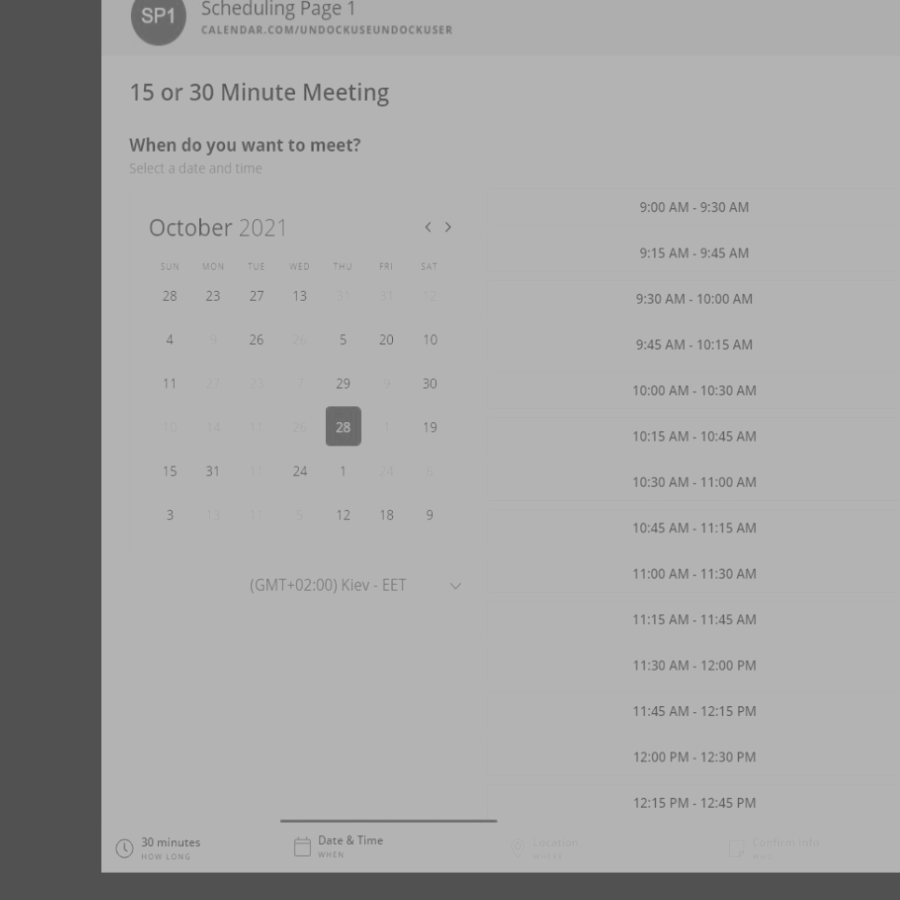 SP1
Scheduling Page 1
CALENDAR.COM/UNDOCKUSEUNDOCKUSER
15 or 30 Minute Meeting
When do you want to meet?
Select a date and time
October 2021
SUN MON TUE WED THU FRI SAT
28 23 27 13 31 31 12
4 9 26 26 5 20 10
11 27 23 7 29 9 30
10 14 11 26 28 1 19
15 31 11 24 1 24 6
3 13 11 5 12 18 9
(GMT+02:00) Kiev - EET
9:00 AM - 9:30 AM
9:15 AM - 9:45 AM
9:30 AM - 10:00 AM
9:45 AM - 10:15 AM
10:00 AM - 10:30 AM
10:15 AM - 10:45 AM
10:30 AM - 11:00 AM
10:45 AM - 11:15 AM
11:00 AM - 11:30 AM
11:15 AM - 11:45 AM
11:30 AM - 12:00 PM
11:45 AM - 12:15 PM
12:00 PM - 12:30 PM
12:15 PM - 12:45 PM
30 minutes
HOW LONG
Date & Time
WHEN
Location
WHERE
Confirm info
WHO